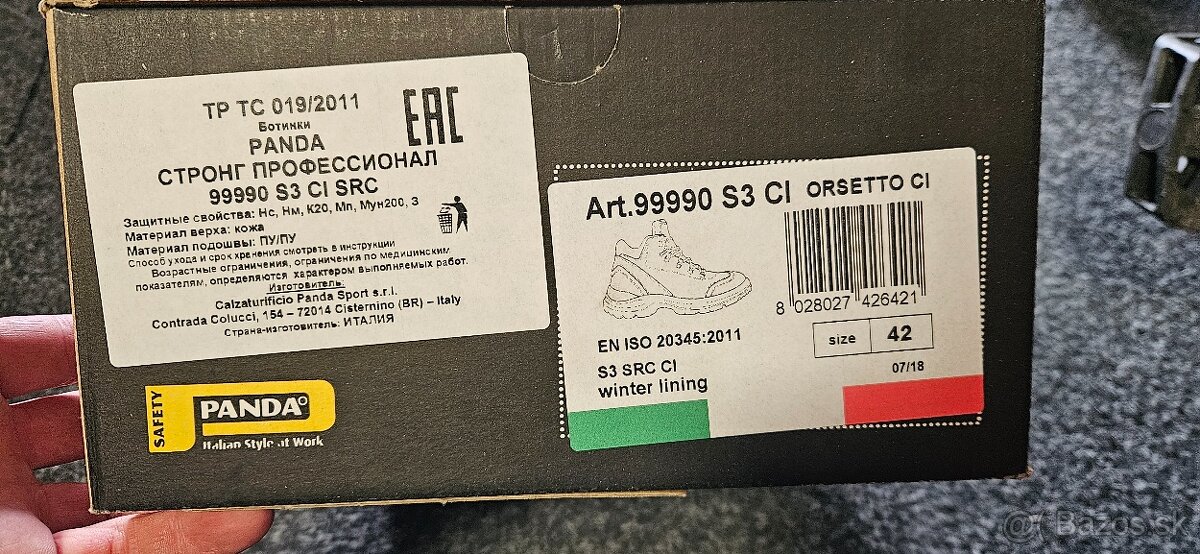 ТР ТС 019/2011
Ботинки
PANDA
СТРОНГ ПРОФЕССИОНАЛ
99990 S3 CI SRC
EAC
Защитные свойства: Нс, Нм, К20, Мп, Мун200, З
Материал верха: кожа
Материал подошвы: ПУ/ПУ
Способ ухода и срок хранения смотреть в инструкции
Возрастные ограничения, ограничения по медицинским
показателям, определяются характером выполняемых работ.
Изготовитель:
Calzaturificio Panda Sport s.r.l.
Contrada Colucci, 154 – 72014 Cisternino (BR) – Italy
Страна-изготовитель: ИТАЛИЯ
SAFETY
PANDA
Italian Style at Work
Art.99990 S3 CI ORSETTO CI
8 028027 426421
EN ISO 20345:2011
size 42
S3 SRC CI
07/18
winter lining
@ Bazos.sk